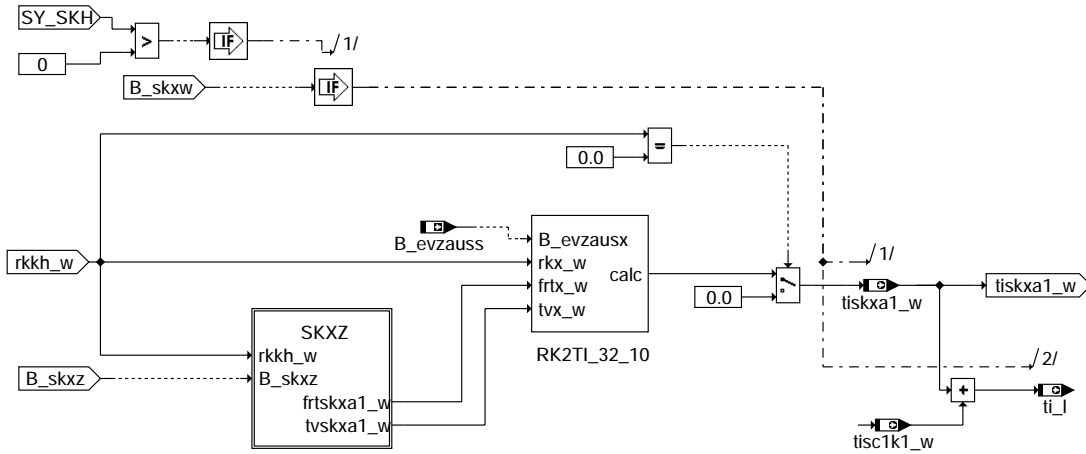 SY_SKH
0
>
IF
/1/
B_skxw
IF
=
0.0
B_evzauss
B_evzausx
rkkh_w
rkx_w
frtx_w
tvx_w
calc
/1/
0.0
tiskxa1_w
tiskxa1_w
SKXZ
rkkh_w
B_skxz
B_skxz
frtskxa1_w
tvskxa1_w
RK2TI_32_10
/2/
+
ti_l
tisc1k1_w